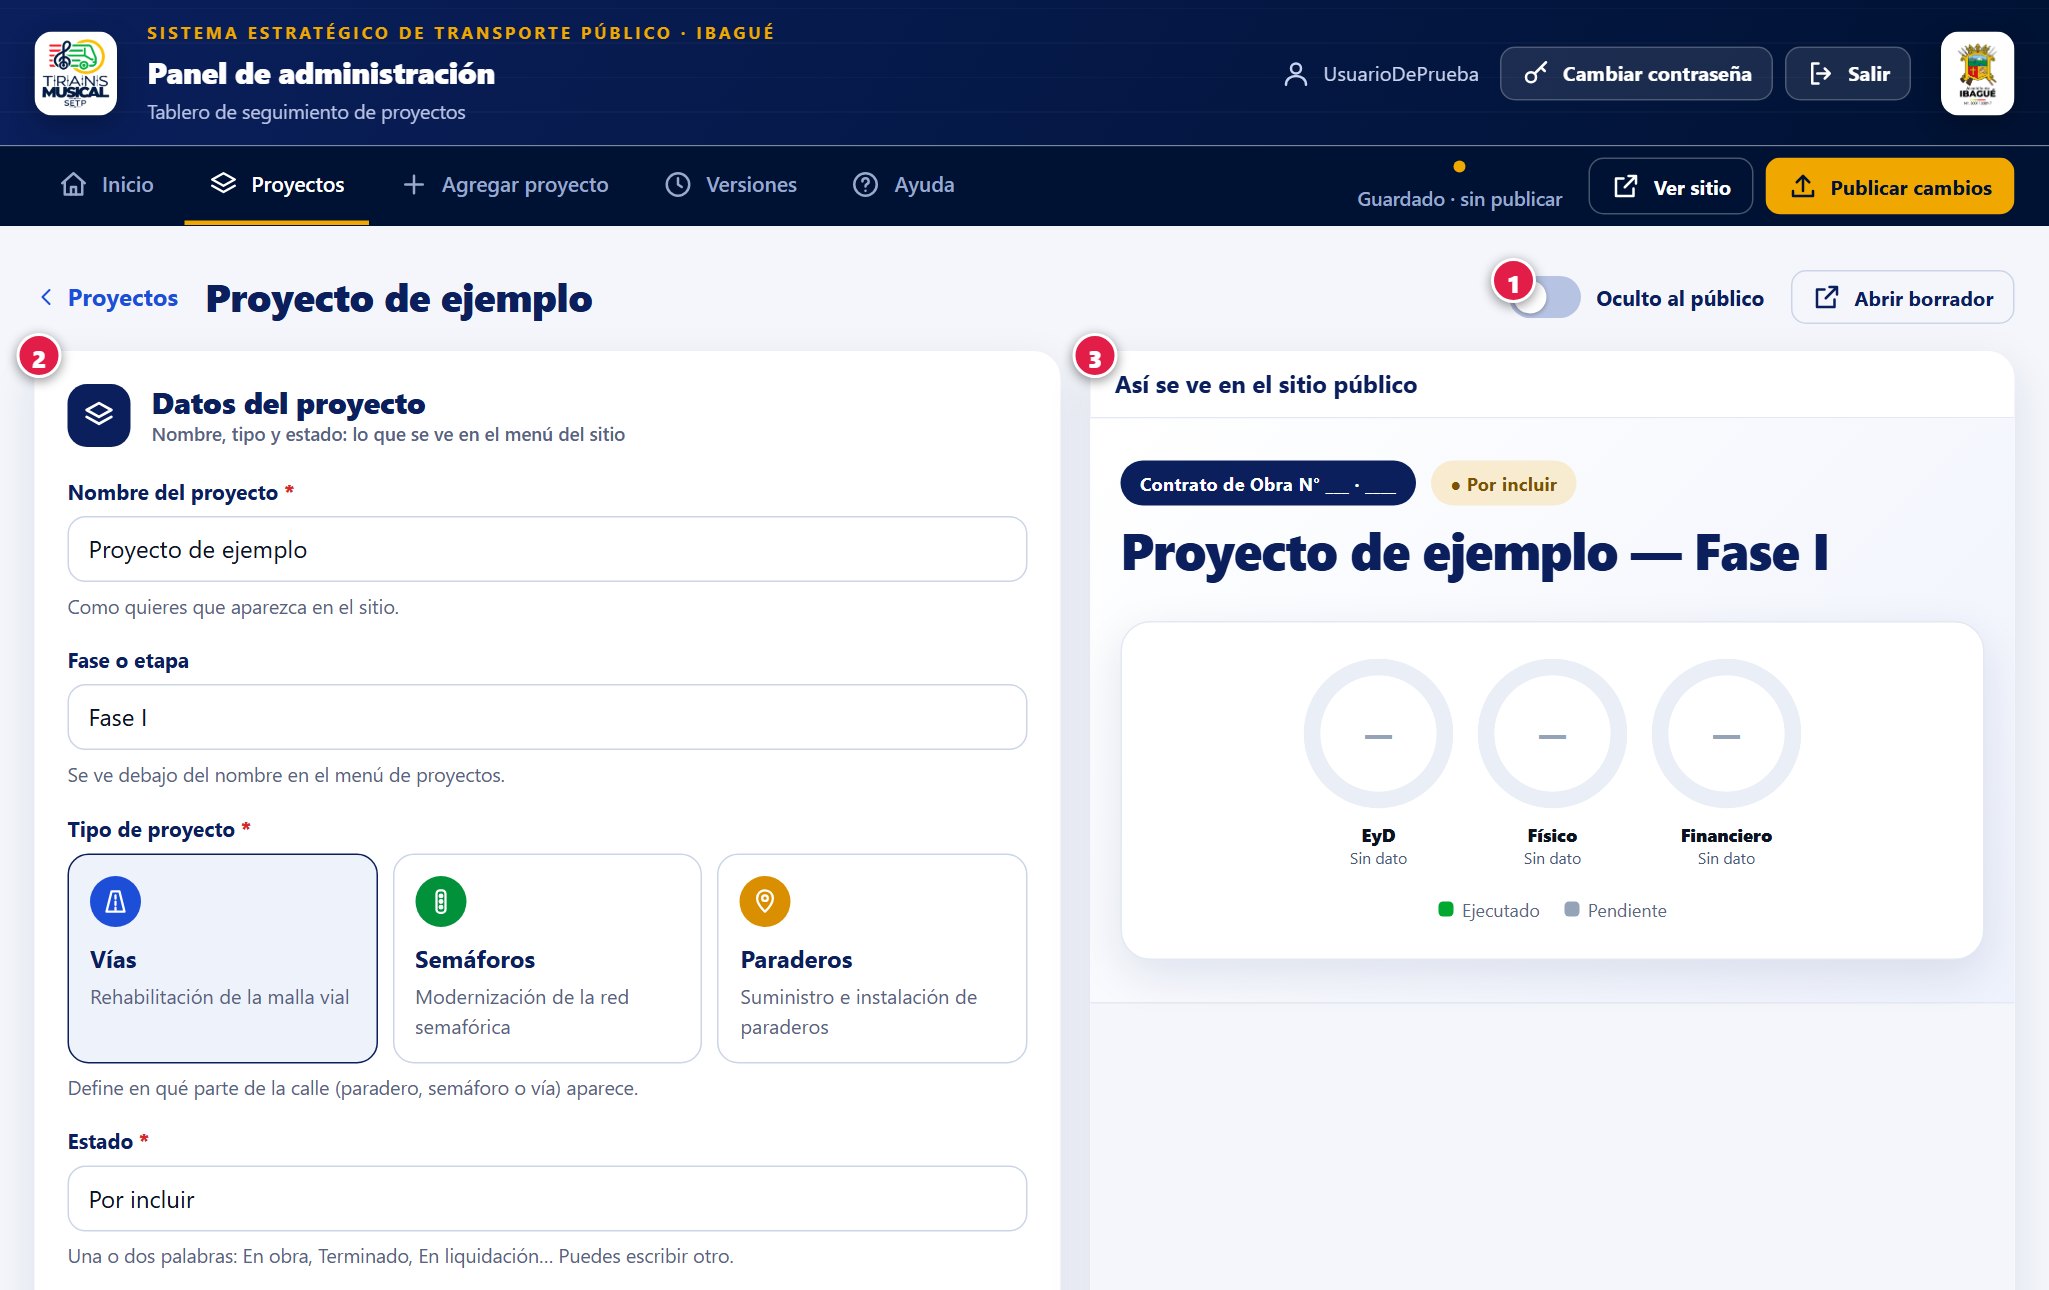 SISTEMA ESTRATÉGICO DE TRANSPORTE PÚBLICO · IBAGUÉ
Panel de administración
Tablero de seguimiento de proyectos
TRANS
MUSICAL
SETP
UsuarioDePrueba
Cambiar contraseña
Salir
IBAGUÉ
Inicio
Proyectos
Agregar proyecto
Versiones
Ayuda
Guardado · sin publicar
Ver sitio
Publicar cambios
Proyectos
Proyecto de ejemplo
1
Oculto al público
Abrir borrador
2
Datos del proyecto
Nombre, tipo y estado: lo que se ve en el menú del sitio
Nombre del proyecto *
Proyecto de ejemplo
Como quieres que aparezca en el sitio.
Fase o etapa
Fase I
Se ve debajo del nombre en el menú de proyectos.
Tipo de proyecto *
Vías
Rehabilitación de la malla vial
Semáforos
Modernización de la red
semafórica
Paraderos
Suministro e instalación de
paraderos
Define en qué parte de la calle (paradero, semáforo o vía) aparece.
Estado *
Por incluir
Una o dos palabras: En obra, Terminado, En liquidación... Puedes escribir otro.
3
Así se ve en el sitio público
Contrato de Obra N° ___ · ____
● Por incluir
Proyecto de ejemplo — Fase I
—
—
—
EyD
Sin dato
Físico
Sin dato
Financiero
Sin dato
Ejecutado
Pendiente